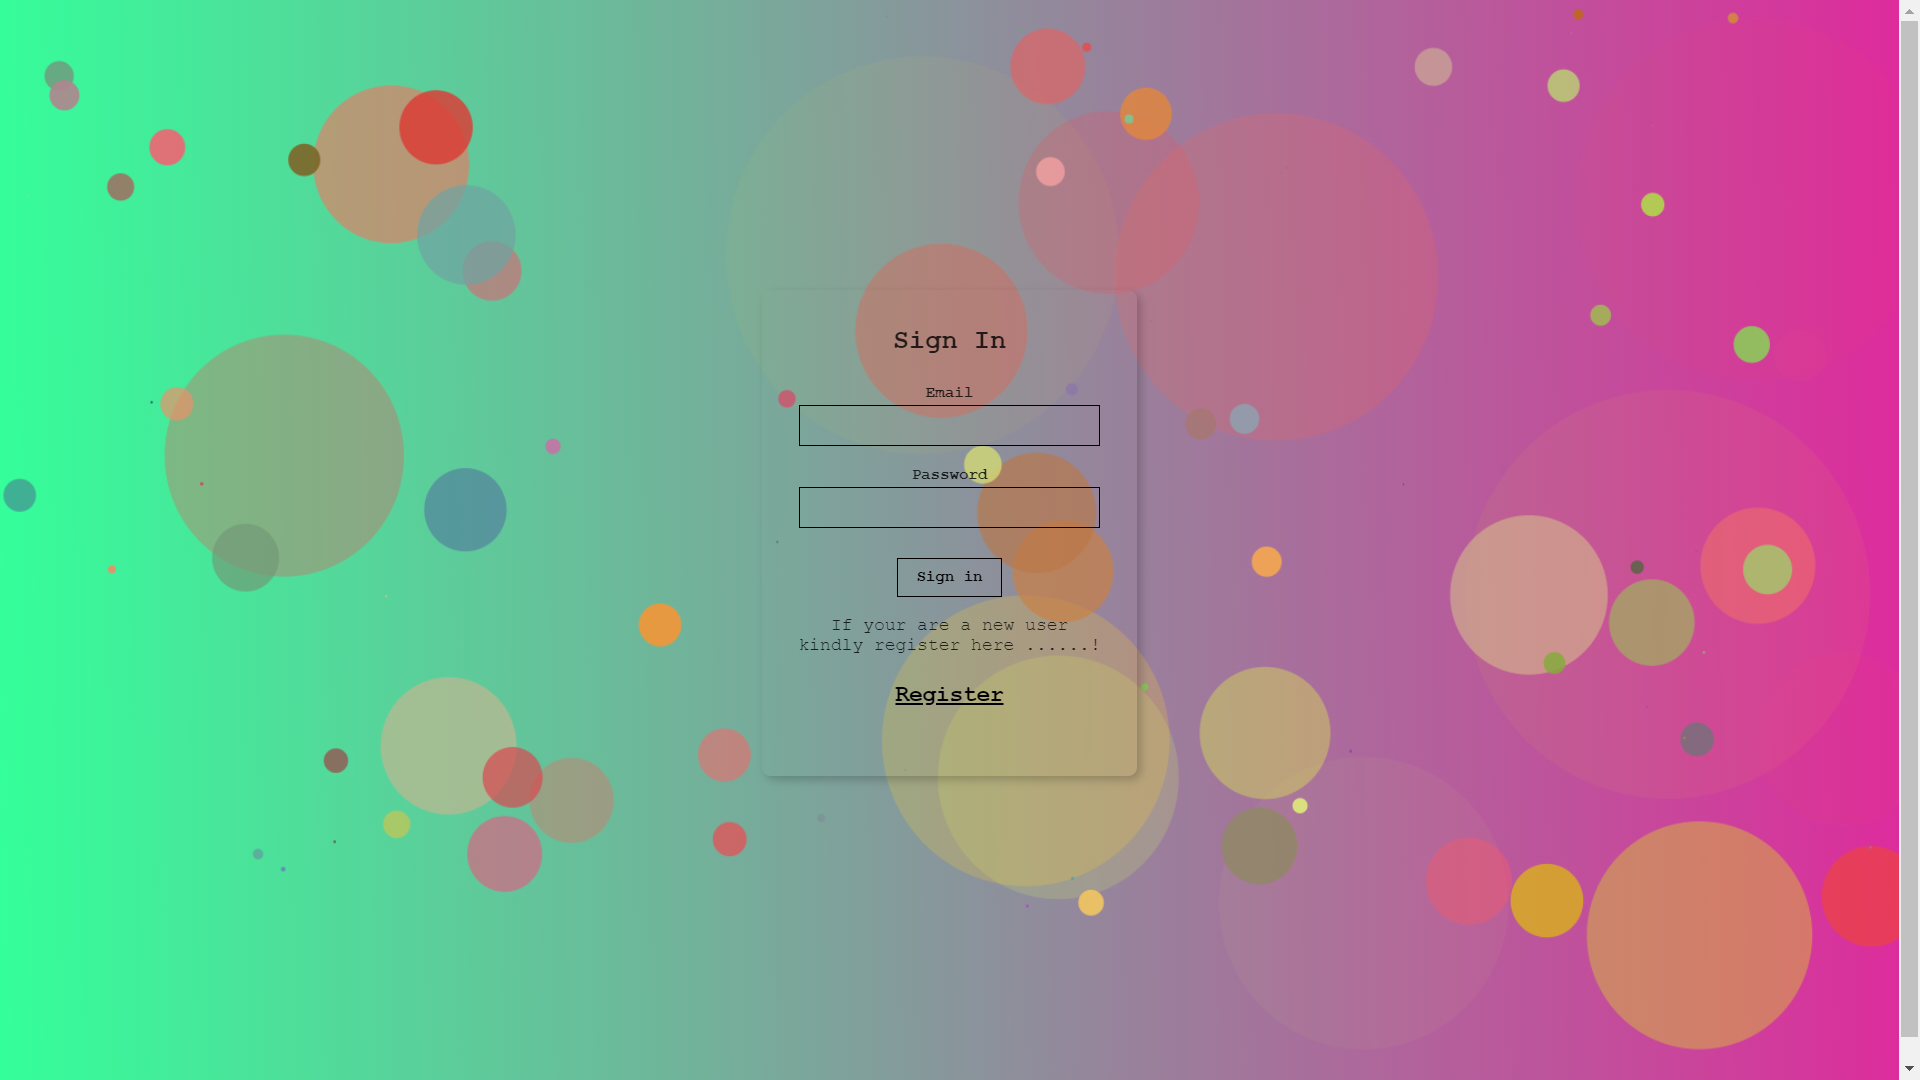 Sign In
Email
Password
Sign in
If your are a new user
kindly register here ......!
Register